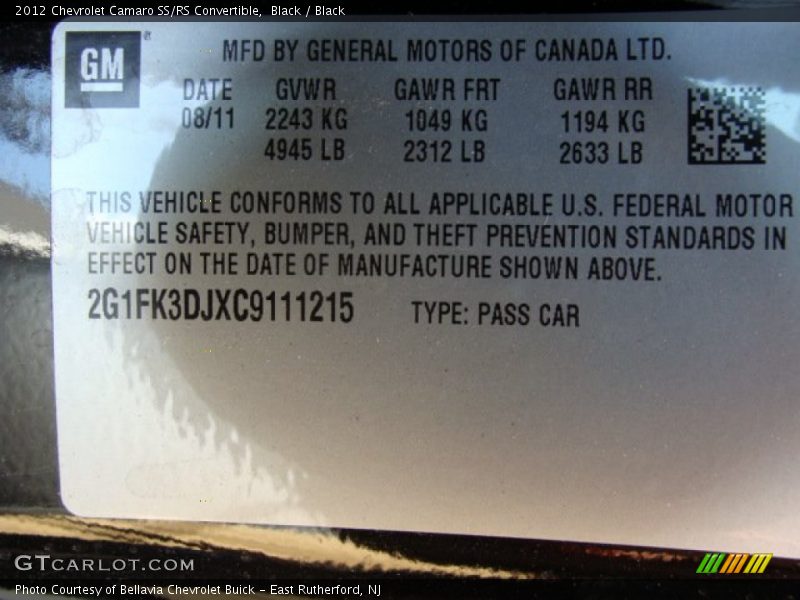 2012 Chevrolet Camaro SS/RS Convertible, Black / Black
GM
MFD BY GENERAL MOTORS OF CANADA LTD.
DATE GVWR GAWR FRT GAWR RR
08/11 2243 KG 1049 KG 1194 KG
4945 LB 2312 LB 2633 LB
THIS VEHICLE CONFORMS TO ALL APPLICABLE U.S. FEDERAL MOTOR
VEHICLE SAFETY, BUMPER, AND THEFT PREVENTION STANDARDS IN
EFFECT ON THE DATE OF MANUFACTURE SHOWN ABOVE.
2G1FK3DJXC9111215 TYPE: PASS CAR
GTCARLOT.COM
Photo Courtesy of Bellavia Chevrolet Buick - East Rutherford, NJ